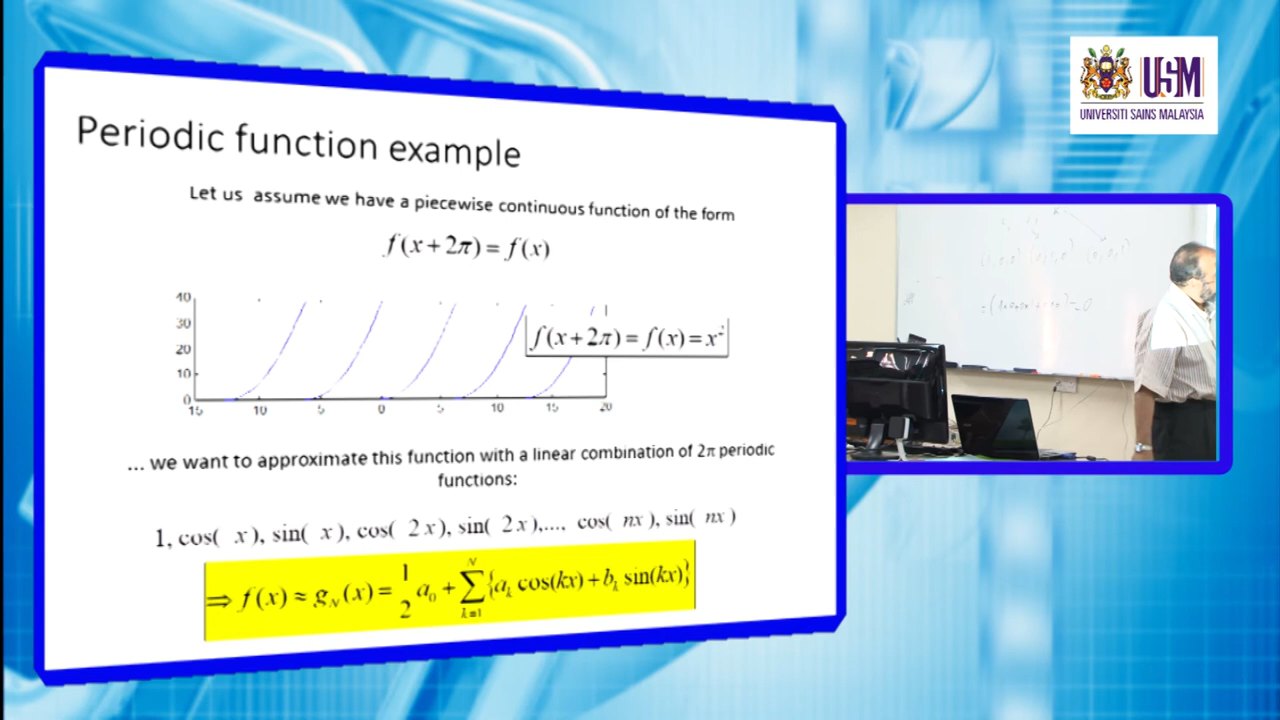 Periodic function example
Let us assume we have a piecewise continuous function of the form
f(x+2π)=f(x)
40
30
20
10
0
15 10 5 0 5 10 15 20
f(x+2π)=f(x)=x²
... we want to approximate this function with a linear combination of 2π periodic
functions:
1, cos( x), sin( x), cos( 2x), sin( 2x),..., cos( nx), sin( nx)
⇒ f(x) ≈ g_N(x) = 1/2 a_0 + ∑_{k=1}^{N} {a_k cos(kx)+b_k sin(kx)}
USM
UNIVERSITI SAINS MALAYSIA